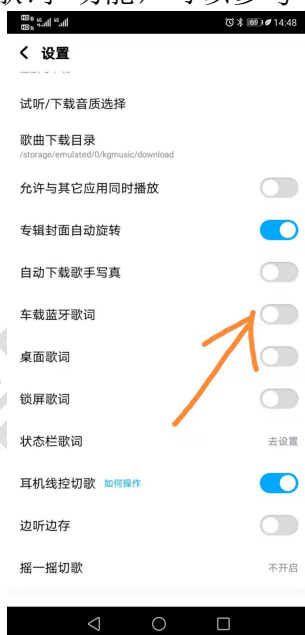 14:48
设置
试听/下载音质选择
歌曲下载目录
/storage/emulated/0/kgmusic/download
允许与其它应用同时播放
专辑封面自动旋转
自动下载歌手写真
车载蓝牙歌词
桌面歌词
锁屏歌词
状态栏歌词 去设置
耳机线控切歌 如何操作
边听边存
摇一摇切歌 不开启